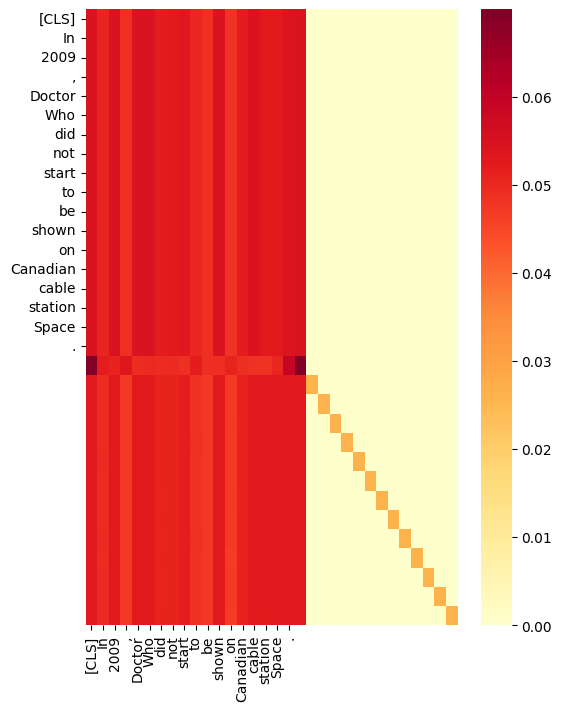 [CLS]
In
2009
,
Doctor
Who
did
not
start
to
be
shown
on
Canadian
cable
station
Space
.
[CLS]
In
2009
,
Doctor
Who
did
not
start
to
be
shown
on
Canadian
cable
station
Space
.
0.06
0.05
0.04
0.03
0.02
0.01
0.00